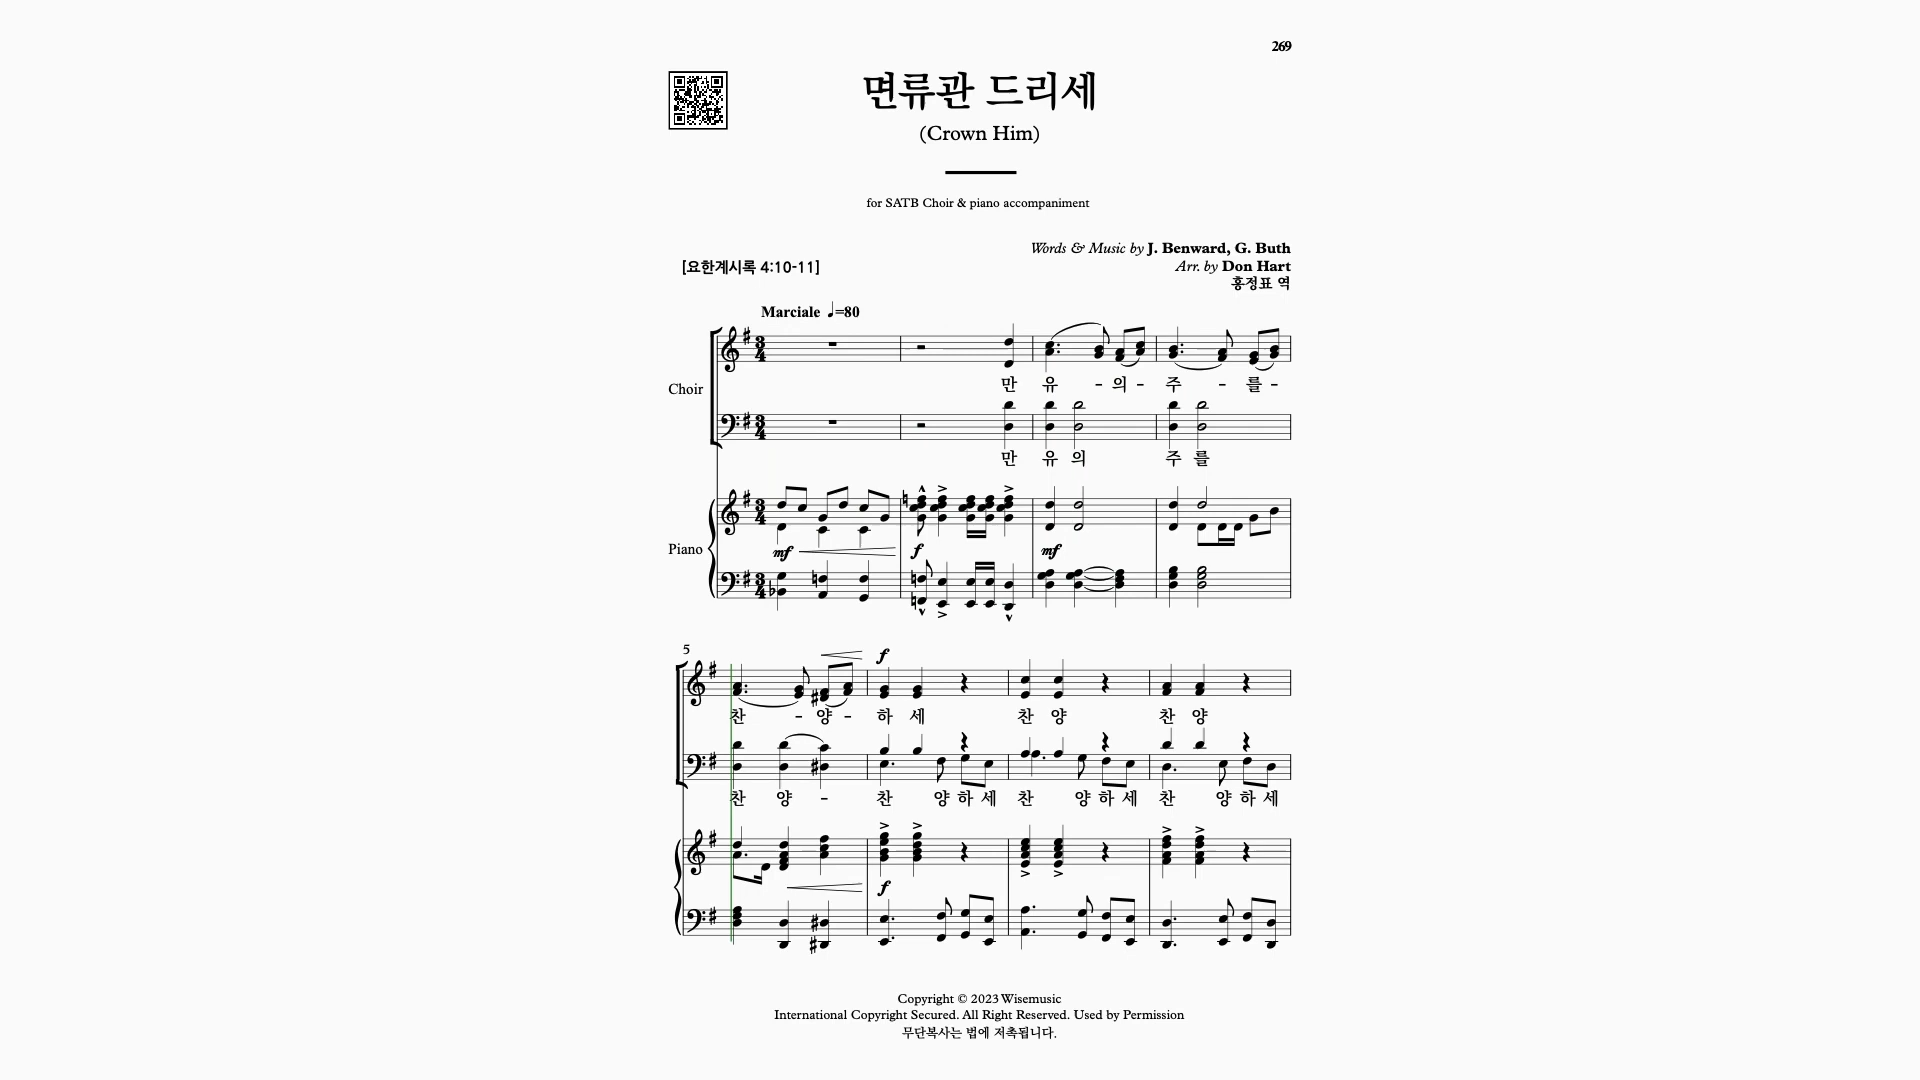 269
면류관 드리세
(Crown Him)
for SATB Choir & piano accompaniment
Words & Music by J. Benward, G. Buth
[요한계시록 4:10-11]
Arr. by Don Hart
홍정표 역
Marciale ♩=80
Choir
만 유 - 의 - 주 - 를 -
만 유 의 주 를
Piano
mf f mf
5
f
찬 - 양 - 하 세 찬 양 찬 양
찬 양 - 찬 양 하 세 찬 양 하 세 찬 양 하 세
f
Copyright © 2023 Wisemusic
International Copyright Secured. All Right Reserved. Used by Permission
무단복사는 법에 저촉됩니다.